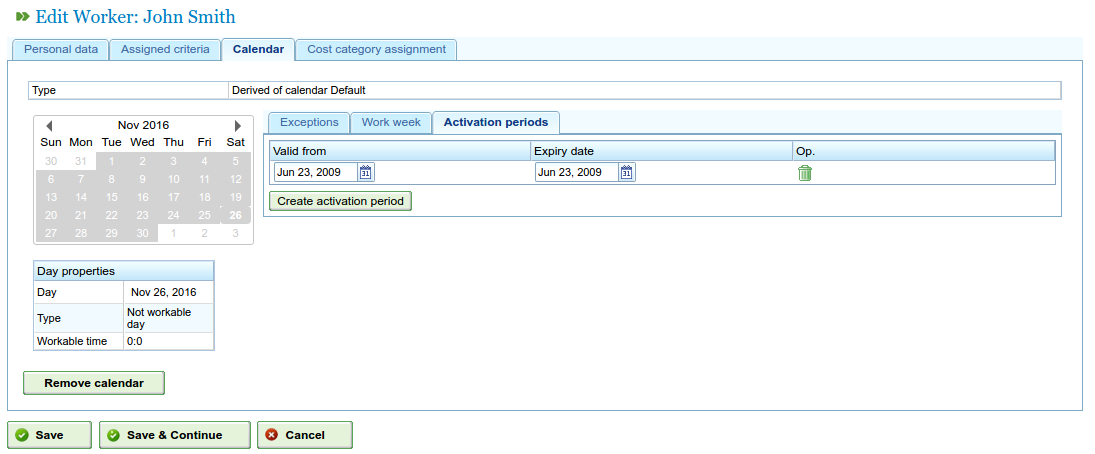 Edit Worker: John Smith
Personal data Assigned criteria Calendar Cost category assignment
Type Derived of calendar Default
Nov 2016
Sun Mon Tue Wed Thu Fri Sat
30 31 1 2 3 4 5
6 7 8 9 10 11 12
13 14 15 16 17 18 19
20 21 22 23 24 25 26
27 28 29 30 1 2 3
Exceptions Work week Activation periods
Valid from Expiry date Op.
Jun 23, 2009 31 Jun 23, 2009 31
Create activation period
Day properties
Day Nov 26, 2016
Type Not workable
day
Workable time 0:0
Remove calendar
Save Save & Continue Cancel